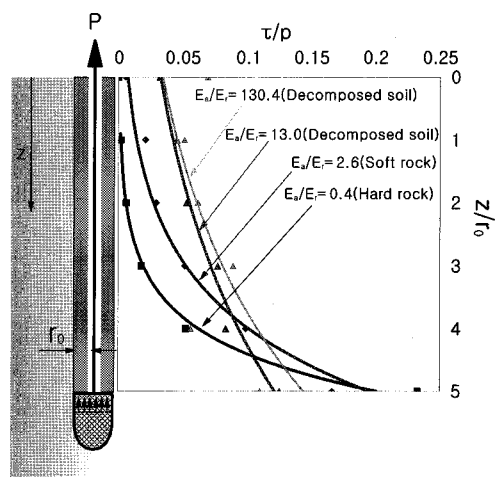 P
τ/p
0 0.05 0.10 0.15 0.20 0.25
0
Eₐ/Eᵣ= 130.4(Decomposed soil)
Eₐ/Eᵣ= 13.0(Decomposed soil)
1
Eₐ/Eᵣ= 2.6(Soft rock)
Eₐ/Eᵣ= 0.4(Hard rock)
z
2
z/r₀
3
4
r₀
5